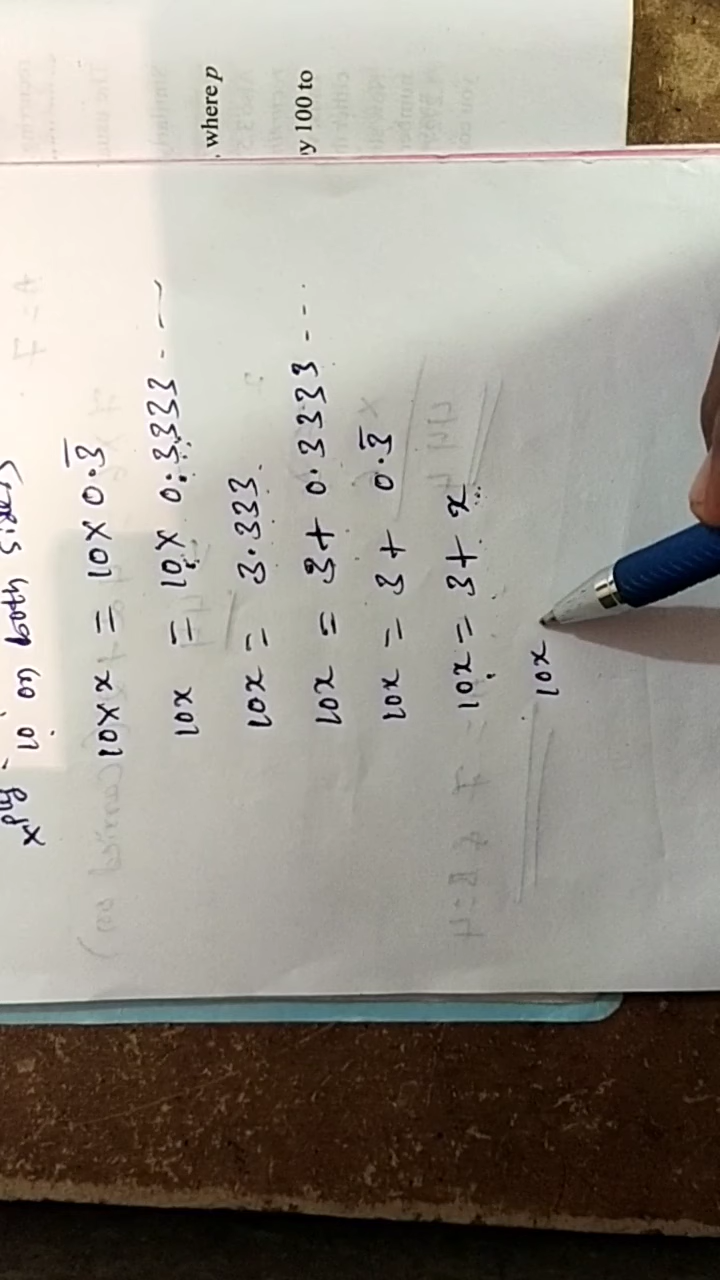 , where p
y 100 to
xply 10 on both sides
10×x = 10×0.3̅
10x = 10× 0.3333 - -
10x = 3.333.
10x = 3+ 0.3333 - - .
10x = 3+ 0.3̅
10x = 3+ x
10x